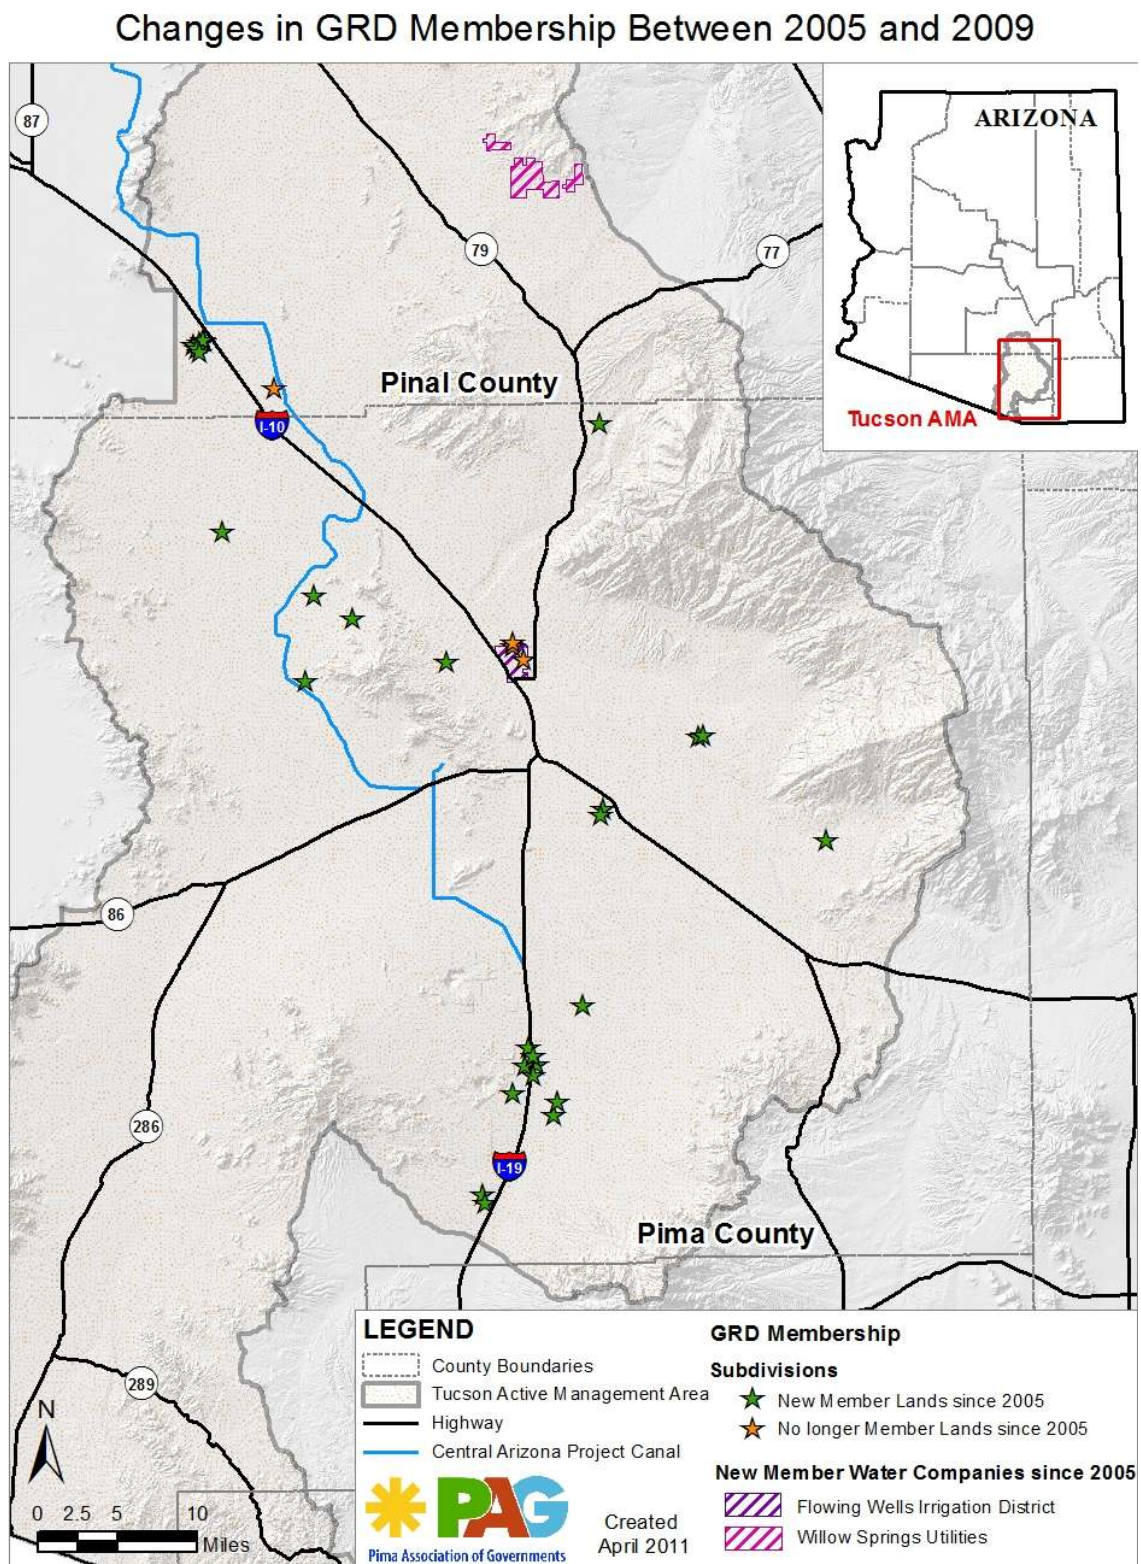 Changes in GRD Membership Between 2005 and 2009
87
ARIZONA
79
77
Tucson AMA
Pinal County
I-10
86
286
I-19
Pima County
289
N
0 2.5 5 10
Miles
LEGEND
County Boundaries
Tucson Active Management Area
Highway
Central Arizona Project Canal
PAG
Pima Association of Governments
Created
April 2011
GRD Membership
Subdivisions
New Member Lands since 2005
No longer Member Lands since 2005
New Member Water Companies since 2005
Flowing Wells Irrigation District
Willow Springs Utilities